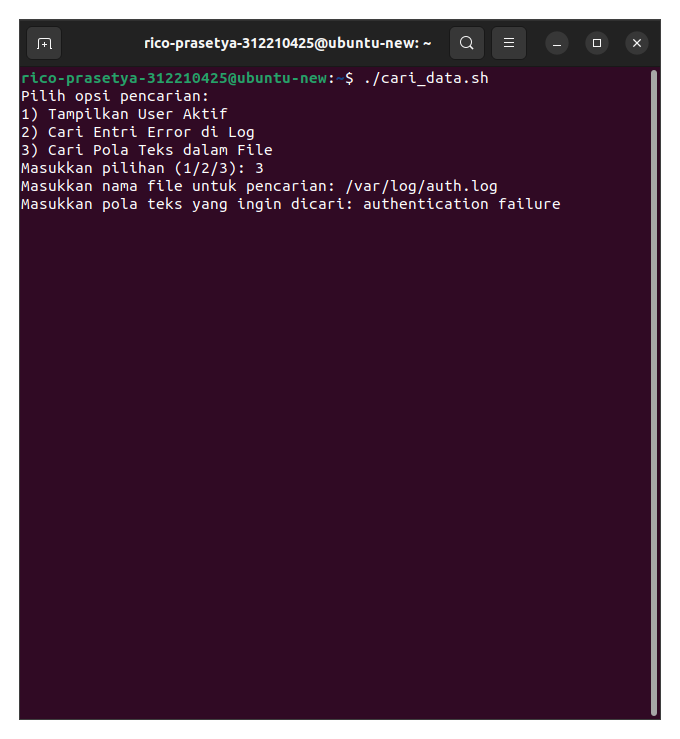 rico-prasetya-312210425@ubuntu-new: ~
rico-prasetya-312210425@ubuntu-new:~$ ./cari_data.sh
Pilih opsi pencarian:
1) Tampilkan User Aktif
2) Cari Entri Error di Log
3) Cari Pola Teks dalam File
Masukkan pilihan (1/2/3): 3
Masukkan nama file untuk pencarian: /var/log/auth.log
Masukkan pola teks yang ingin dicari: authentication failure